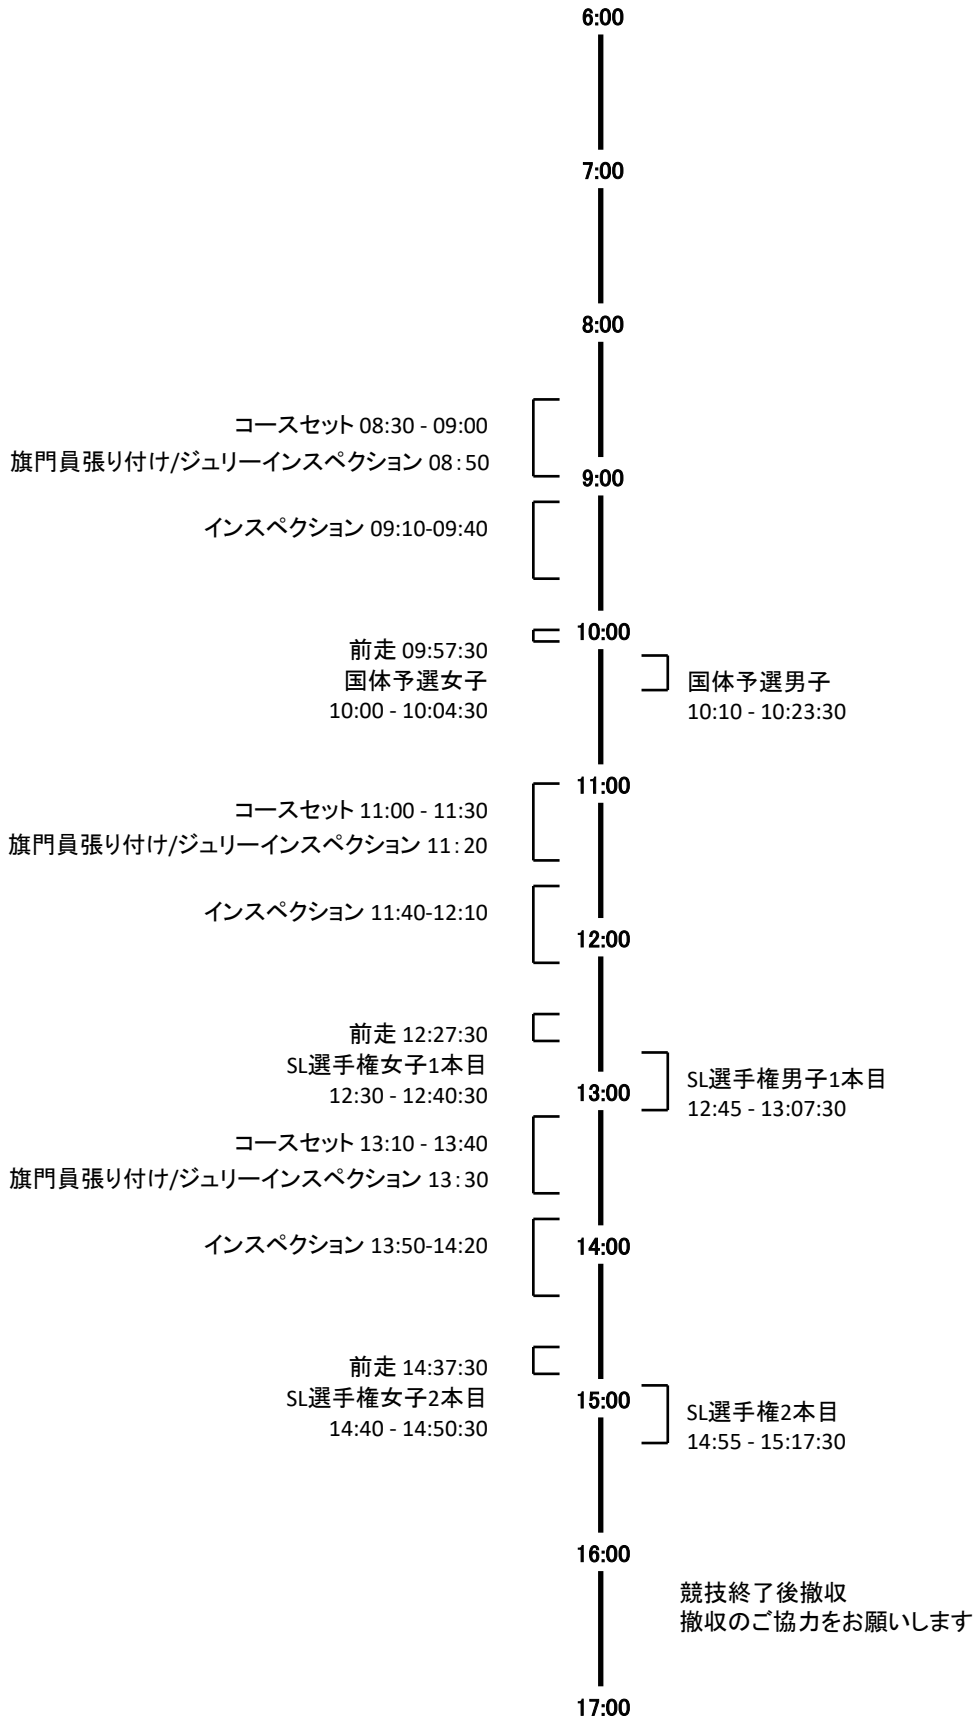 6:00
7:00
8:00
コースセット 08:30 - 09:00
旗門員張り付け/ジュリーインスペクション 08:50
9:00
インスペクション 09:10-09:40
10:00
前走 09:57:30
国体予選女子
10:00 - 10:04:30
国体予選男子
10:10 - 10:23:30
11:00
コースセット 11:00 - 11:30
旗門員張り付け/ジュリーインスペクション 11:20
インスペクション 11:40-12:10
12:00
前走 12:27:30
SL選手権女子1本目
12:30 - 12:40:30
SL選手権男子1本目
12:45 - 13:07:30
13:00
コースセット 13:10 - 13:40
旗門員張り付け/ジュリーインスペクション 13:30
インスペクション 13:50-14:20
14:00
前走 14:37:30
SL選手権女子2本目
14:40 - 14:50:30
15:00
SL選手権2本目
14:55 - 15:17:30
16:00
競技終了後撤収
撤収のご協力をお願いします
17:00